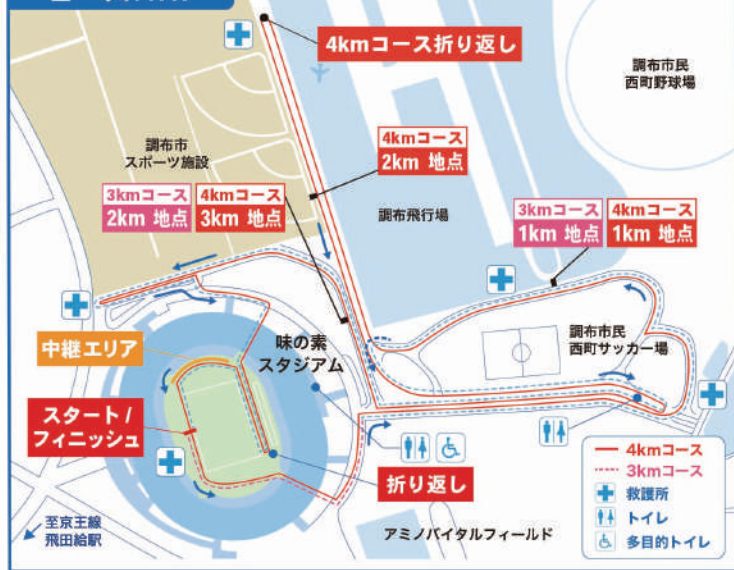 4kmコース折り返し
調布市民
西町野球場
調布市
スポーツ施設
4kmコース
2km 地点
3kmコース
2km 地点
4kmコース
3km 地点
調布飛行場
3kmコース
1km 地点
4kmコース
1km 地点
中継エリア
味の素
スタジアム
調布市民
西町サッカー場
スタート/
フィニッシュ
折り返し
至京王線
飛田給駅
アミノバイタルフィールド
4kmコース
3kmコース
救護所
トイレ
多目的トイレ